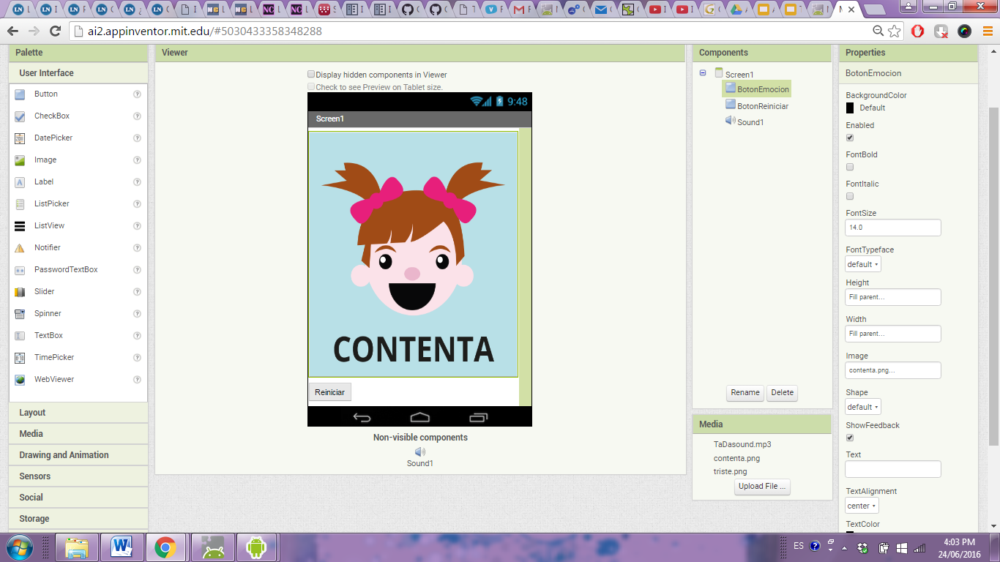 ai2.appinventor.mit.edu/#5030433358348288
Palette
User Interface
Button
CheckBox
DatePicker
Image
Label
ListPicker
ListView
Notifier
PasswordTextBox
Slider
Spinner
TextBox
TimePicker
WebViewer
Layout
Media
Drawing and Animation
Sensors
Social
Storage
Viewer
Display hidden components in Viewer
Check to see Preview on Tablet size.
9:48
Screen1
CONTENTA
Reiniciar
Non-visible components
Sound1
Components
Screen1
BotonEmocion
BotonReiniciar
Sound1
Rename Delete
Media
TaDasound.mp3
contenta.png
triste.png
Upload File ...
Properties
BotonEmocion
BackgroundColor
Default
Enabled
FontBold
FontItalic
FontSize
14.0
FontTypeface
default
Height
Fill parent...
Width
Fill parent...
Image
contenta.png...
Shape
default
ShowFeedback
Text
TextAlignment
center
TextColor
ES
4:03 PM
24/06/2016